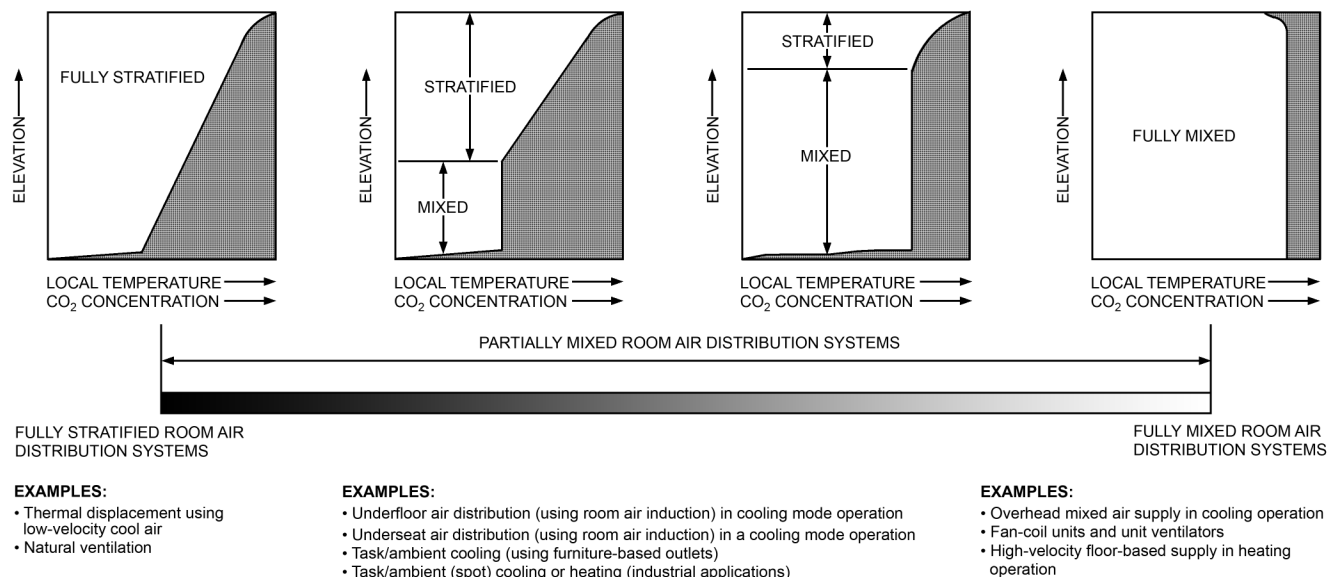 FULLY STRATIFIED
ELEVATION
LOCAL TEMPERATURE
CO₂ CONCENTRATION
STRATIFIED
MIXED
ELEVATION
LOCAL TEMPERATURE
CO₂ CONCENTRATION
STRATIFIED
MIXED
ELEVATION
LOCAL TEMPERATURE
CO₂ CONCENTRATION
FULLY MIXED
ELEVATION
LOCAL TEMPERATURE
CO₂ CONCENTRATION
PARTIALLY MIXED ROOM AIR DISTRIBUTION SYSTEMS
FULLY STRATIFIED ROOM AIR
DISTRIBUTION SYSTEMS
FULLY MIXED ROOM AIR
DISTRIBUTION SYSTEMS
EXAMPLES:
• Thermal displacement using
low-velocity cool air
• Natural ventilation
EXAMPLES:
• Underfloor air distribution (using room air induction) in cooling mode operation
• Underseat air distribution (using room air induction) in a cooling mode operation
• Task/ambient cooling (using furniture-based outlets)
• Task/ambient (spot) cooling or heating (industrial applications)
EXAMPLES:
• Overhead mixed air supply in cooling operation
• Fan-coil units and unit ventilators
• High-velocity floor-based supply in heating
operation